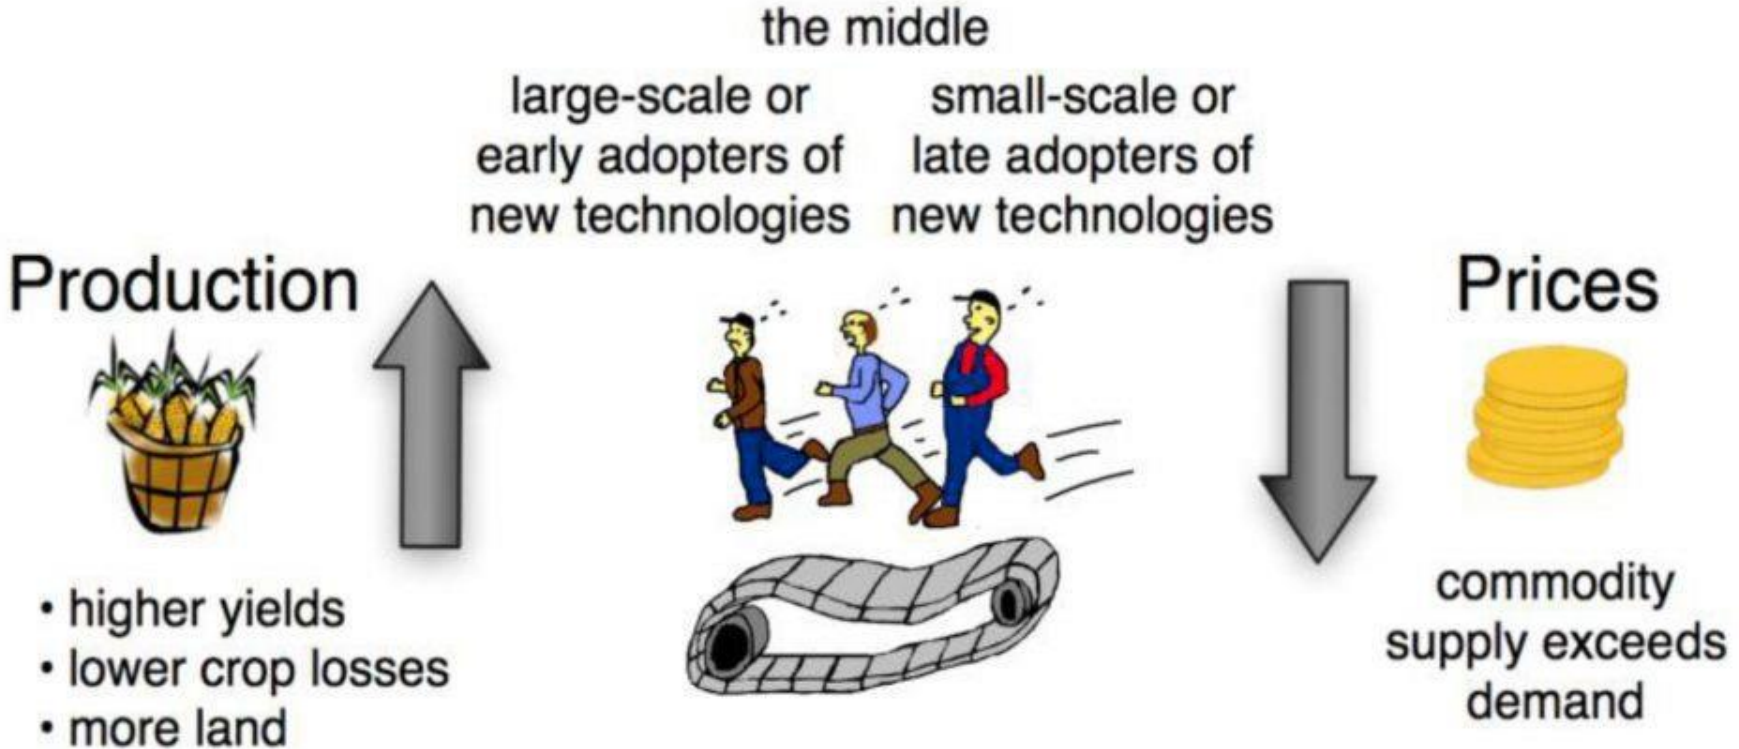 the middle
large-scale or
early adopters of
new technologies
small-scale or
late adopters of
new technologies
Production
• higher yields
• lower crop losses
• more land
Prices
commodity
supply exceeds
demand